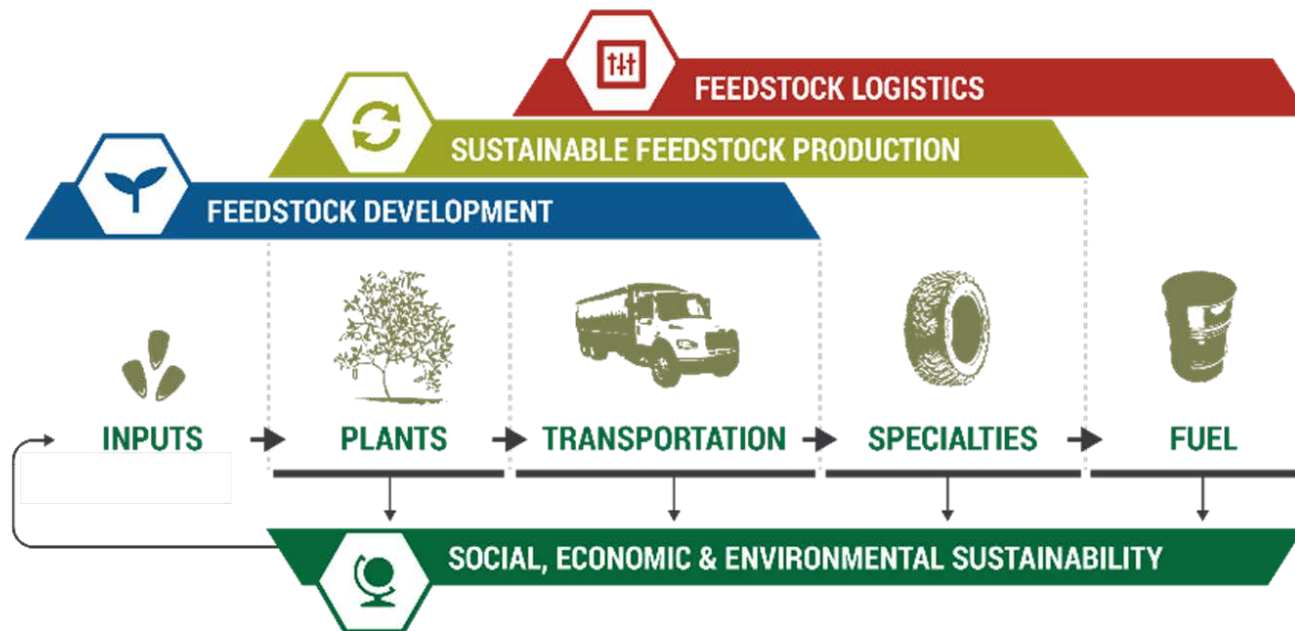 FEEDSTOCK LOGISTICS
SUSTAINABLE FEEDSTOCK PRODUCTION
FEEDSTOCK DEVELOPMENT
INPUTS
PLANTS
TRANSPORTATION
SPECIALTIES
FUEL
SOCIAL, ECONOMIC & ENVIRONMENTAL SUSTAINABILITY